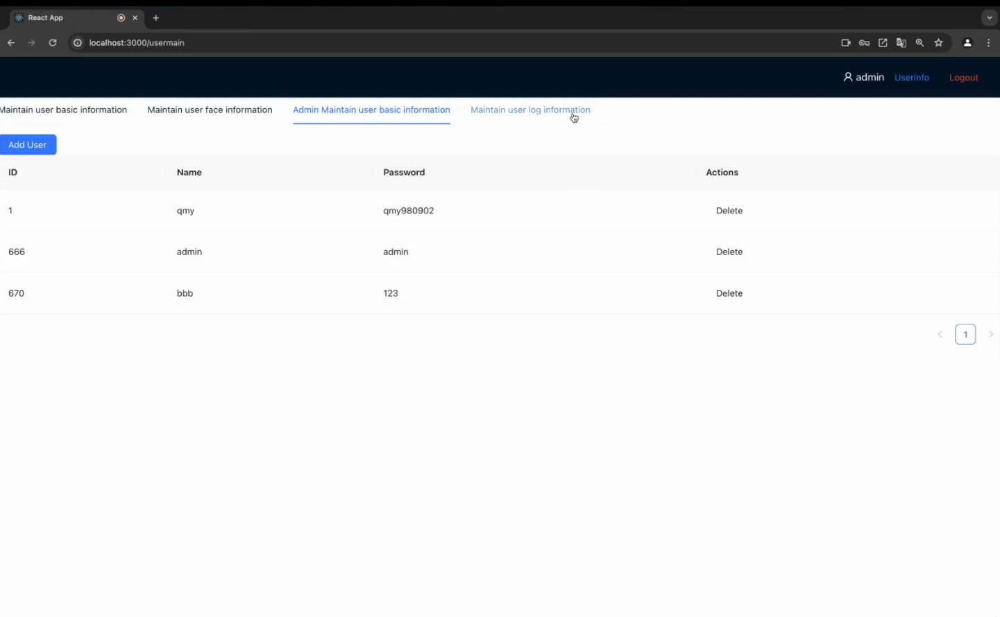 React App
localhost:3000/usermain
admin Userinfo Logout
Maintain user basic information Maintain user face information Admin Maintain user basic information Maintain user log information
Add User
ID Name Password Actions
1 qmy qmy980902 Delete
666 admin admin Delete
670 bbb 123 Delete
1